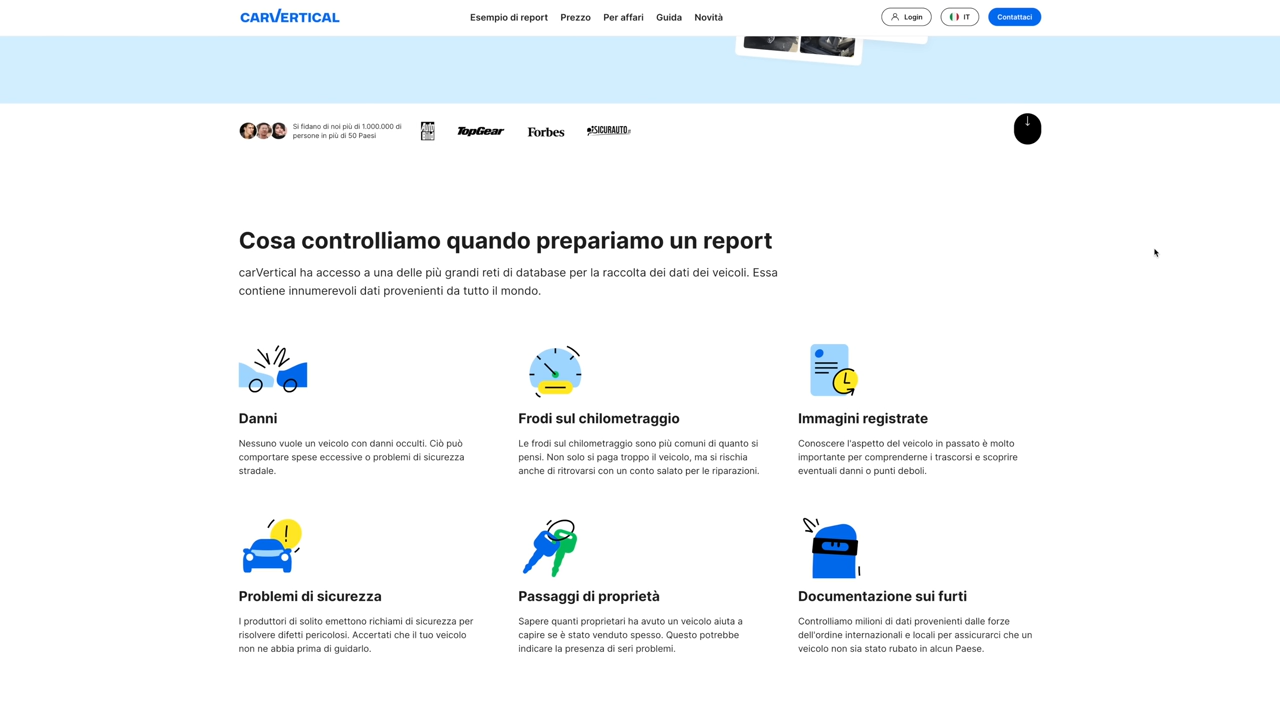 CARVERTICAL
Esempio di report
Prezzo
Per affari
Guida
Novità
Login
IT
Contattaci
Si fidano di noi più di 1.000.000 di
persone in più di 50 Paesi
TopGear
Forbes
SICURAUTO.it
Cosa controlliamo quando prepariamo un report
carVertical ha accesso a una delle più grandi reti di database per la raccolta dei dati dei veicoli. Essa
contiene innumerevoli dati provenienti da tutto il mondo.
Danni
Nessuno vuole un veicolo con danni occulti. Ciò può
comportare spese eccessive o problemi di sicurezza
stradale.
Frodi sul chilometraggio
Le frodi sul chilometraggio sono più comuni di quanto si
pensi. Non solo si paga troppo il veicolo, ma si rischia
anche di ritrovarsi con un conto salato per le riparazioni.
Immagini registrate
Conoscere l'aspetto del veicolo in passato è molto
importante per comprenderne i trascorsi e scoprire
eventuali danni o punti deboli.
Problemi di sicurezza
I produttori di solito emettono richiami di sicurezza per
risolvere difetti pericolosi. Accertati che il tuo veicolo
non ne abbia prima di guidarlo.
Passaggi di proprietà
Sapere quanti proprietari ha avuto un veicolo aiuta a
capire se è stato venduto spesso. Questo potrebbe
indicare la presenza di seri problemi.
Documentazione sui furti
Controlliamo milioni di dati provenienti dalle forze
dell'ordine internazionali e locali per assicurarci che un
veicolo non sia stato rubato in alcun Paese.